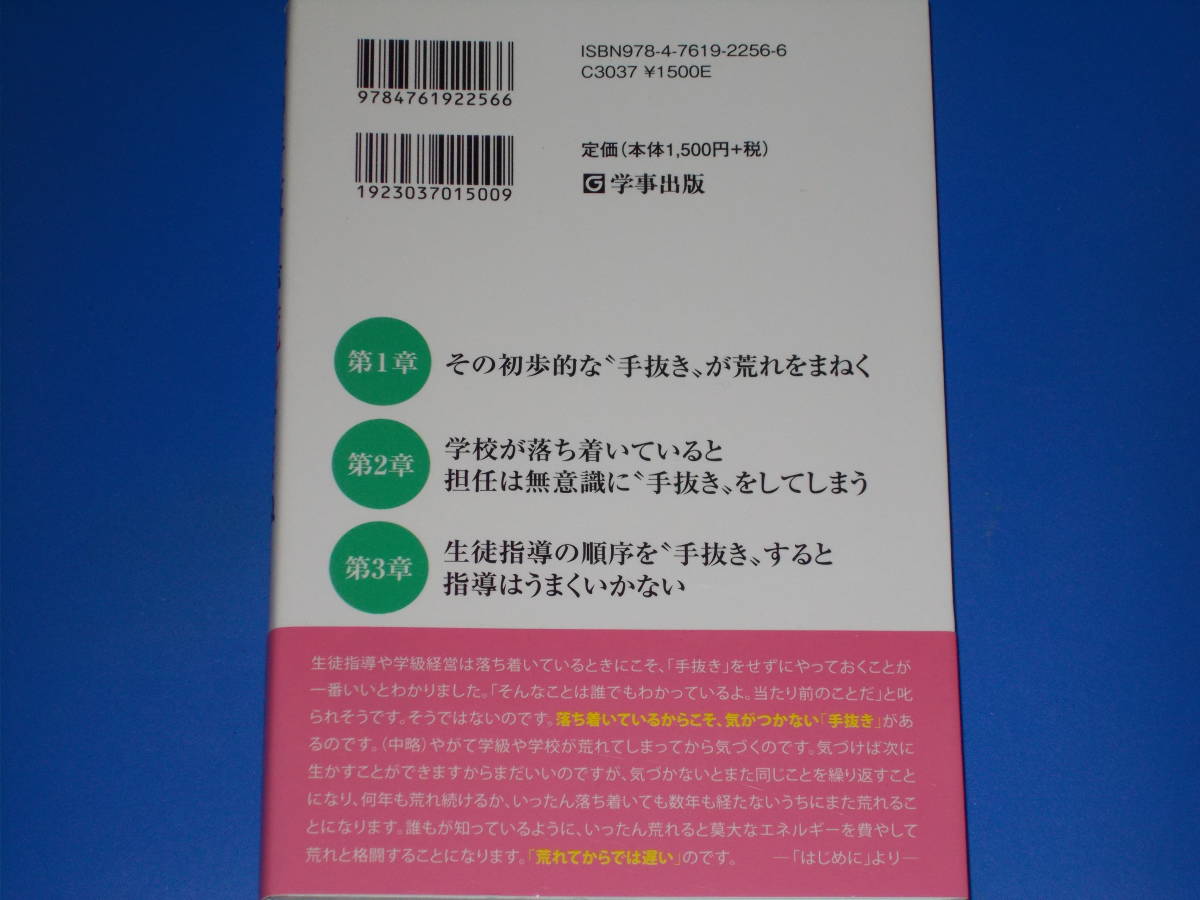 9784761922566
ISBN978-4-7619-2256-6
C3037 ¥1500E
1923037015009
定価（本体1,500円+税）
G 学事出版
第1章
その初歩的な〝手抜き〟が荒れをまねく
第2章
学校が落ち着いていると
担任は無意識に〝手抜き〟をしてしまう
第3章
生徒指導の順序を〝手抜き〟すると
指導はうまくいかない
生徒指導や学級経営は落ち着いているときにこそ、「手抜き」をせずにやっておくことが
一番いいとわかりました。「そんなことは誰でもわかっているよ。当たり前のことだ」と叱
られそうです。そうではないのです。落ち着いているからこそ、気がつかない「手抜き」があ
るのです。（中略）やがて学級や学校が荒れてしまってから気づくのです。気づけば次に
生かすことができますからまだいいのですが、気づかないとまた同じことを繰り返すこと
になり、何年も荒れ続けるか、いったん落ち着いても数年も経たないうちにまた荒れるこ
とになります。誰もが知っているように、いったん荒れると莫大なエネルギーを費やして
荒れと格闘することになります。「荒れてからでは遅い」のです。 ―「はじめに」より―